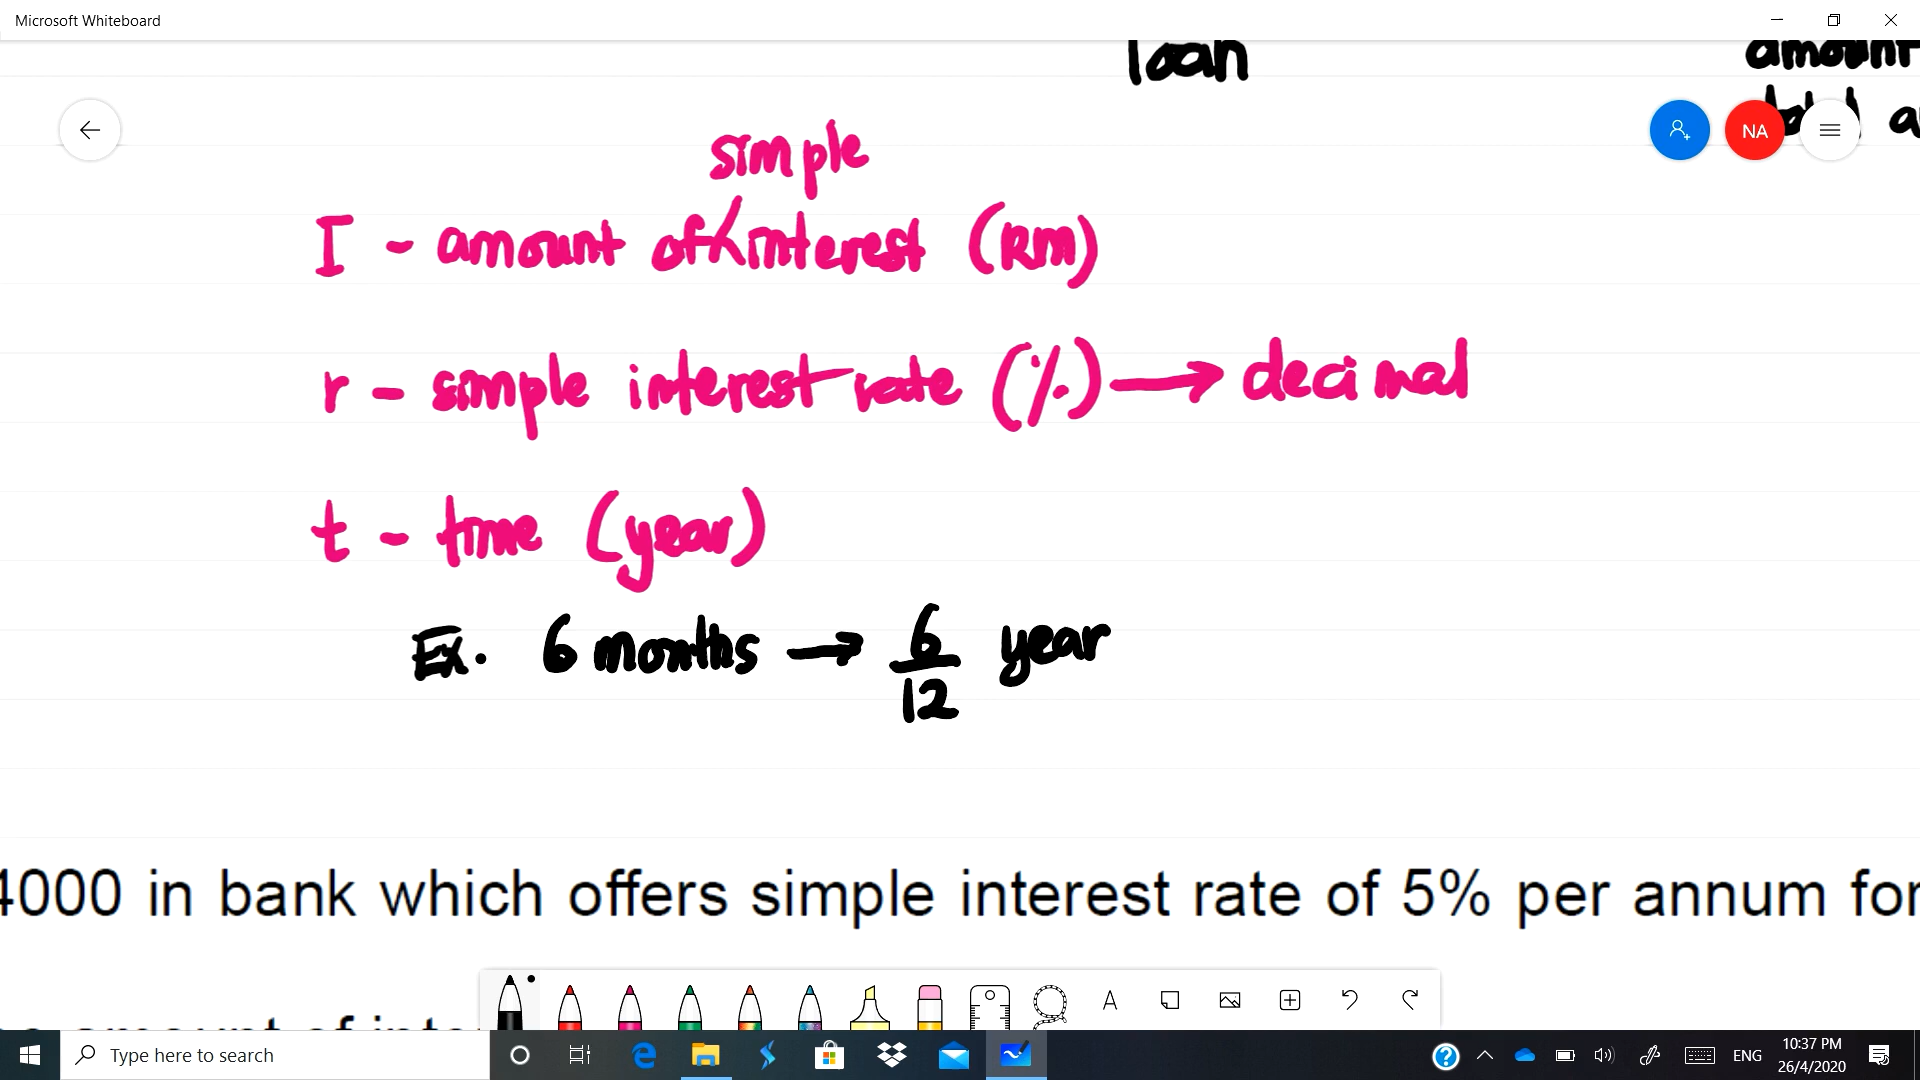 Microsoft Whiteboard
loan
amount
NA
simple
I - amount of interest (RM)
r - simple interest rate (%) → decimal
t - time (year)
Ex. 6 months → 6/12 year
4000 in bank which offers simple interest rate of 5% per annum for
amount of
Type here to search
ENG
10:37 PM
26/4/2020